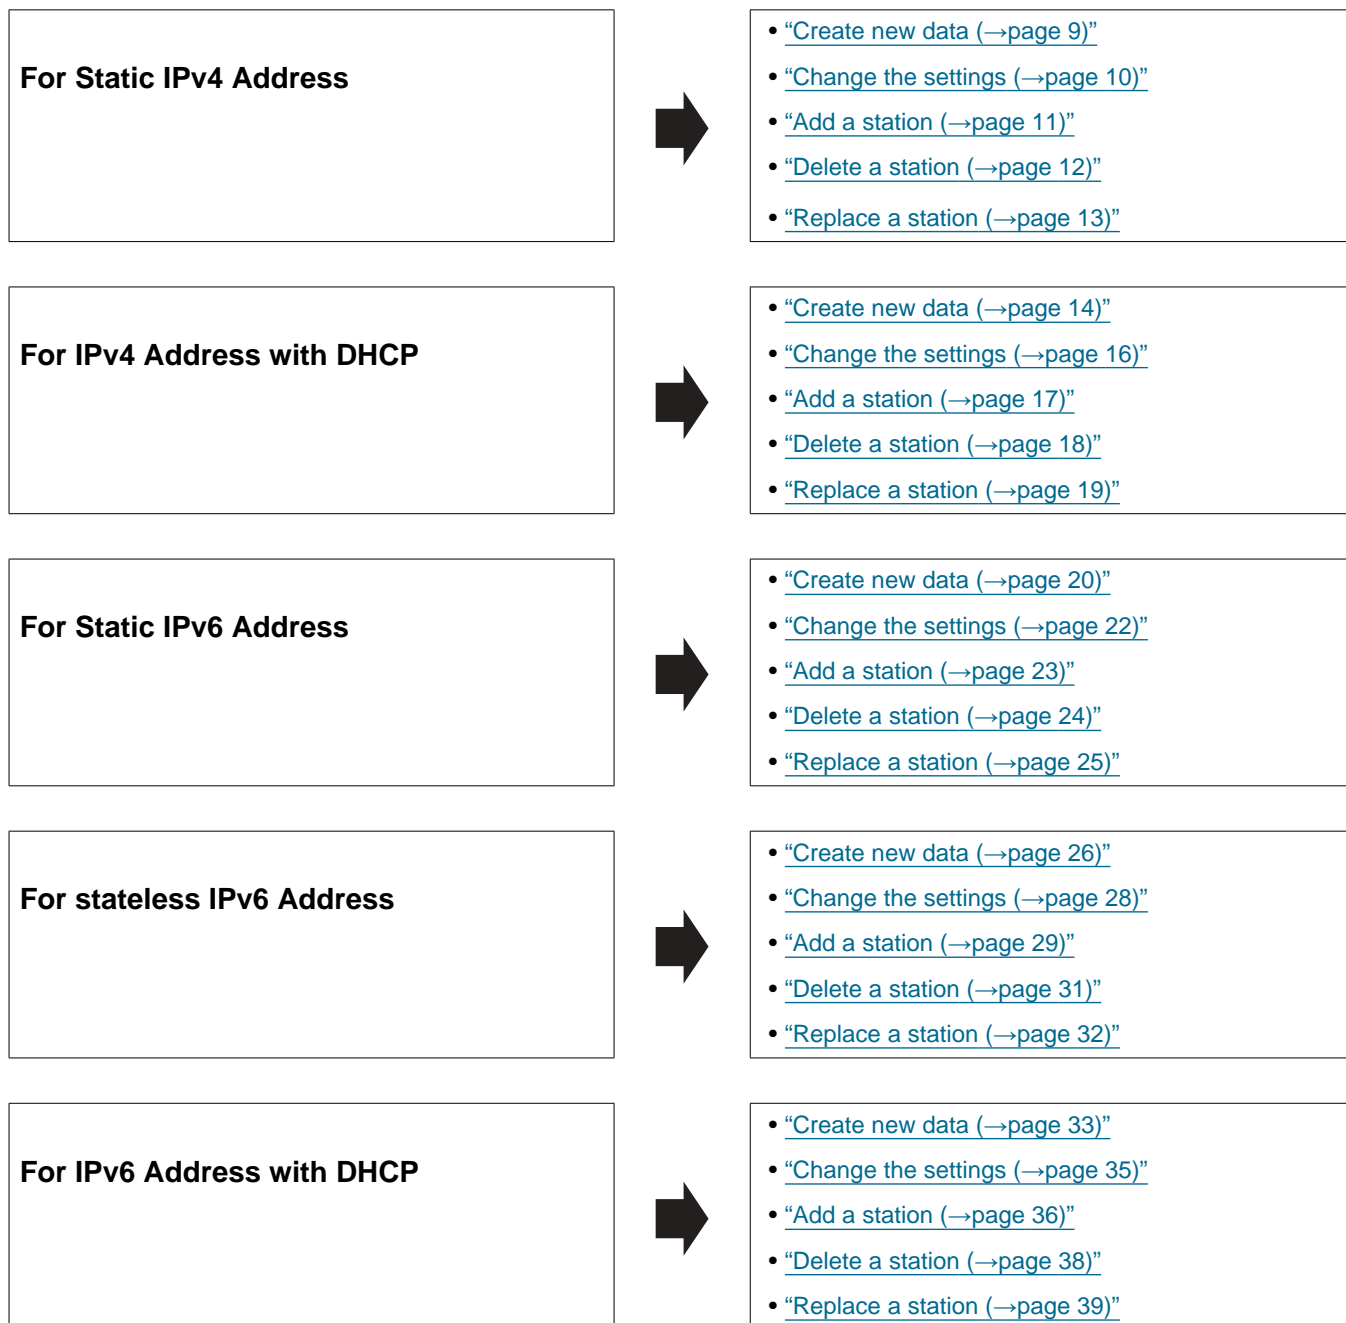 For Static IPv4 Address
• “Create new data (→page 9)”
• “Change the settings (→page 10)”
• “Add a station (→page 11)”
• “Delete a station (→page 12)”
• “Replace a station (→page 13)”
For IPv4 Address with DHCP
• “Create new data (→page 14)”
• “Change the settings (→page 16)”
• “Add a station (→page 17)”
• “Delete a station (→page 18)”
• “Replace a station (→page 19)”
For Static IPv6 Address
• “Create new data (→page 20)”
• “Change the settings (→page 22)”
• “Add a station (→page 23)”
• “Delete a station (→page 24)”
• “Replace a station (→page 25)”
For stateless IPv6 Address
• “Create new data (→page 26)”
• “Change the settings (→page 28)”
• “Add a station (→page 29)”
• “Delete a station (→page 31)”
• “Replace a station (→page 32)”
For IPv6 Address with DHCP
• “Create new data (→page 33)”
• “Change the settings (→page 35)”
• “Add a station (→page 36)”
• “Delete a station (→page 38)”
• “Replace a station (→page 39)”